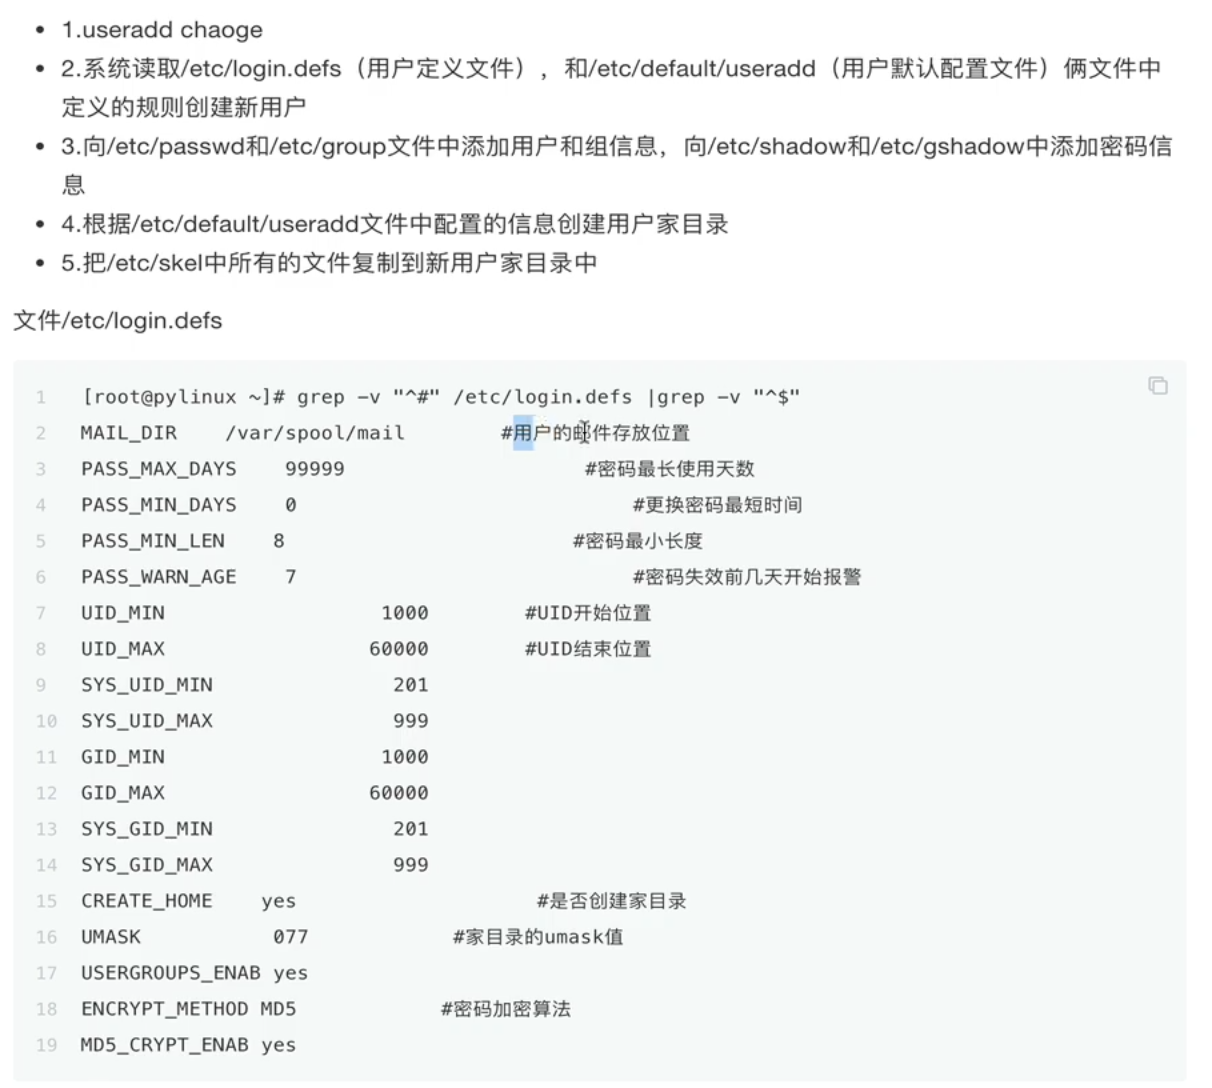 • 1.useradd chaoge
• 2.系统读取/etc/login.defs（用户定义文件），和/etc/default/useradd（用户默认配置文件）俩文件中
定义的规则创建新用户
• 3.向/etc/passwd和/etc/group文件中添加用户和组信息，向/etc/shadow和/etc/gshadow中添加密码信
息
• 4.根据/etc/default/useradd文件中配置的信息创建用户家目录
• 5.把/etc/skel中所有的文件复制到新用户家目录中
文件/etc/login.defs
1 [root@pylinux ~]# grep -v "^#" /etc/login.defs |grep -v "^$"
2 MAIL_DIR    /var/spool/mail        #用户的邮件存放位置
3 PASS_MAX_DAYS    99999                    #密码最长使用天数
4 PASS_MIN_DAYS    0                            #更换密码最短时间
5 PASS_MIN_LEN    8                        #密码最小长度
6 PASS_WARN_AGE    7                            #密码失效前几天开始报警
7 UID_MIN                  1000        #UID开始位置
8 UID_MAX                 60000        #UID结束位置
9 SYS_UID_MIN               201
10 SYS_UID_MAX               999
11 GID_MIN                  1000
12 GID_MAX                 60000
13 SYS_GID_MIN               201
14 SYS_GID_MAX               999
15 CREATE_HOME    yes                    #是否创建家目录
16 UMASK           077            #家目录的umask值
17 USERGROUPS_ENAB yes
18 ENCRYPT_METHOD MD5            #密码加密算法
19 MD5_CRYPT_ENAB yes